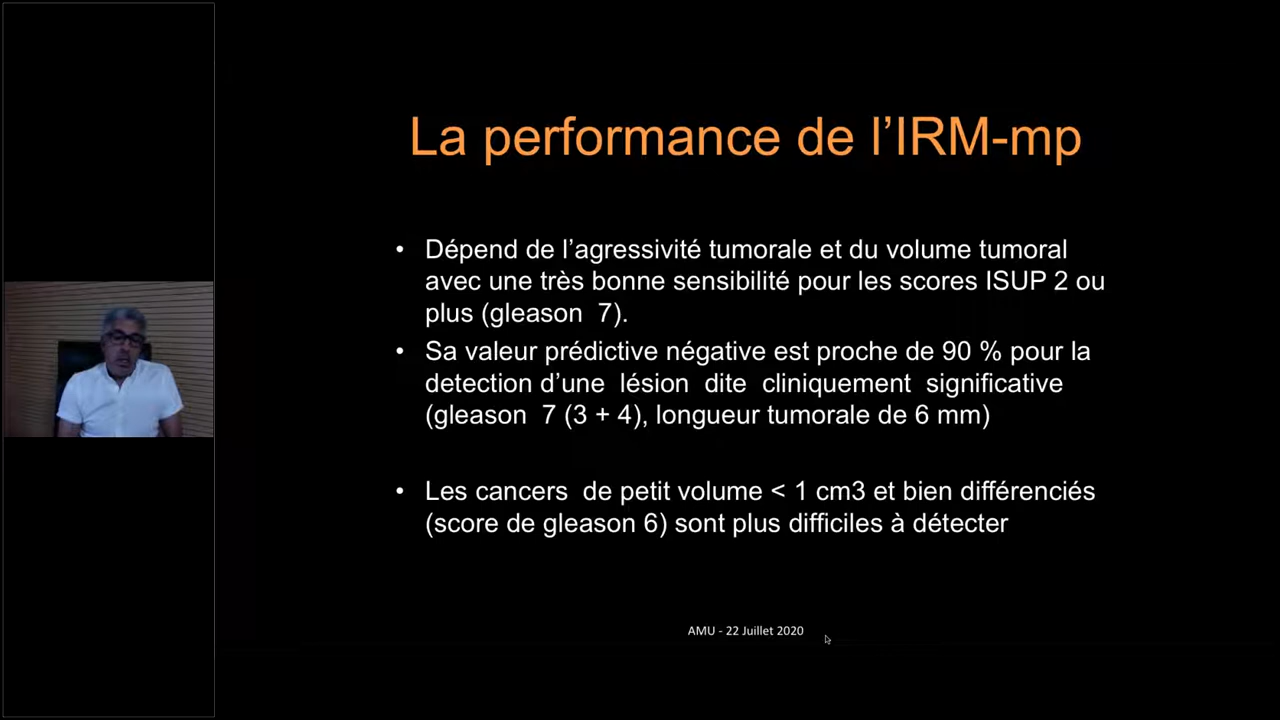 La performance de l’IRM-mp
• Dépend de l’agressivité tumorale et du volume tumoral
avec une très bonne sensibilité pour les scores ISUP 2 ou
plus (gleason  7).
• Sa valeur prédictive négative est proche de 90 % pour la
detection d’une  lésion  dite  cliniquement  significative
(gleason  7 (3 + 4), longueur tumorale de 6 mm)
• Les cancers  de petit volume < 1 cm3 et bien différenciés
(score de gleason 6) sont plus difficiles à détecter
AMU - 22 Juillet 2020